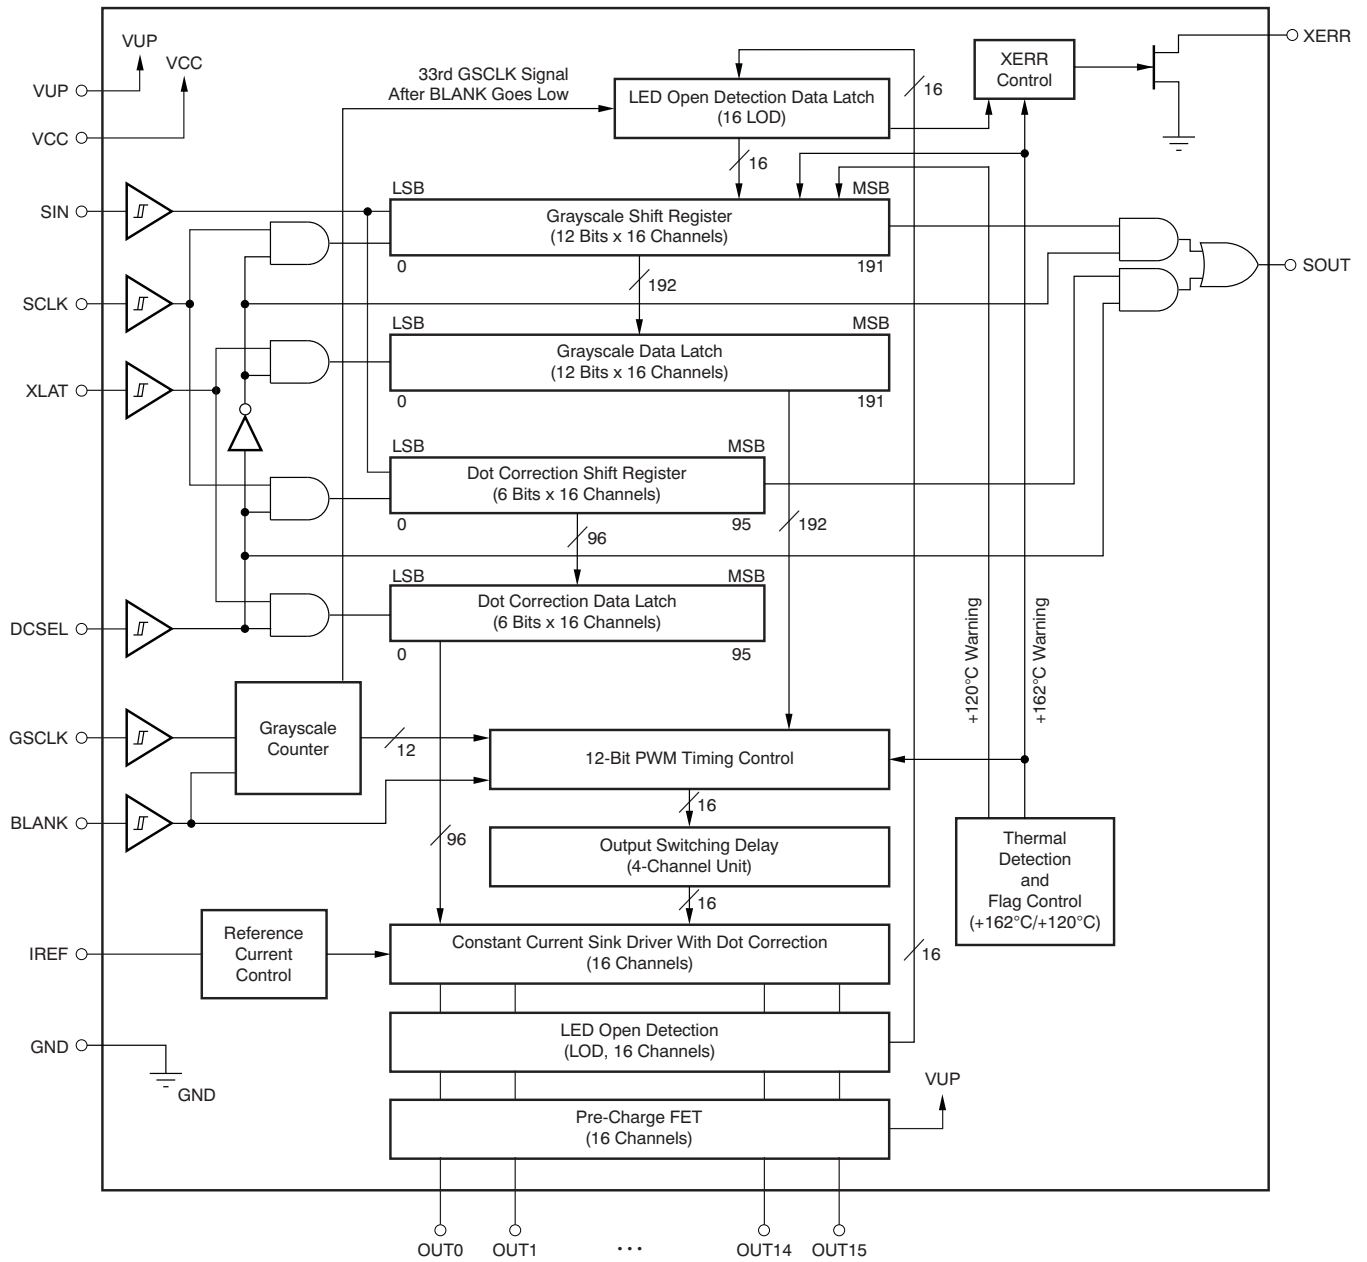 VUP
VCC
VUP
VCC
33rd GSCLK Signal
After BLANK Goes Low
LED Open Detection Data Latch
(16 LOD)
16
16
XERR
Control
XERR
SIN
LSB
MSB
Grayscale Shift Register
(12 Bits x 16 Channels)
0
191
SOUT
SCLK
192
LSB
MSB
Grayscale Data Latch
(12 Bits x 16 Channels)
0
191
XLAT
LSB
MSB
Dot Correction Shift Register
(6 Bits x 16 Channels)
0
95
192
96
LSB
MSB
Dot Correction Data Latch
(6 Bits x 16 Channels)
0
95
DCSEL
+120°C Warning
+162°C Warning
GSCLK
Grayscale
Counter
12
12-Bit PWM Timing Control
BLANK
16
96
Output Switching Delay
(4-Channel Unit)
16
Thermal
Detection
and
Flag Control
(+162°C/+120°C)
IREF
Reference
Current
Control
Constant Current Sink Driver With Dot Correction
(16 Channels)
16
GND
GND
LED Open Detection
(LOD, 16 Channels)
VUP
Pre-Charge FET
(16 Channels)
OUT0
OUT1
...
OUT14
OUT15